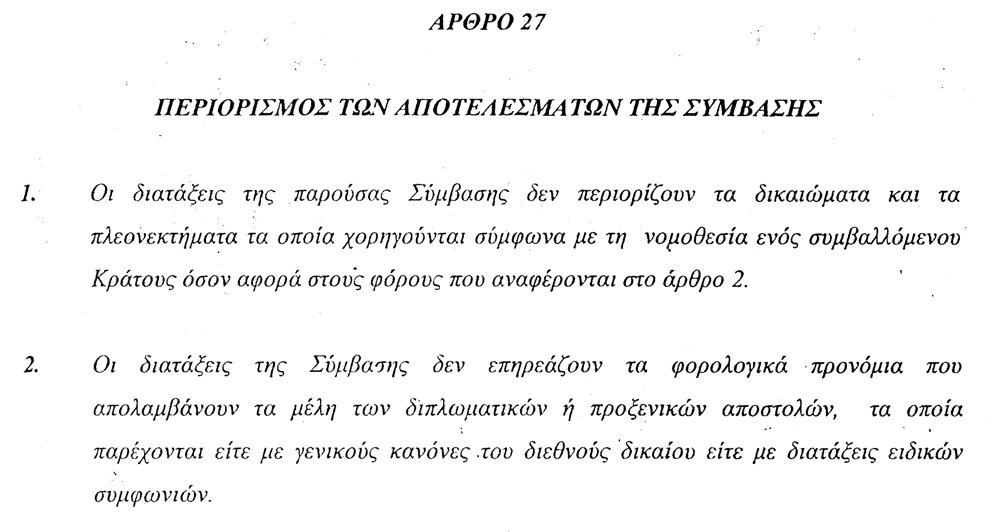 ΑΡΘΡΟ 27
ΠΕΡΙΟΡΙΣΜΟΣ ΤΩΝ ΑΠΟΤΕΛΕΣΜΑΤΩΝ ΤΗΣ ΣΥΜΒΑΣΗΣ
1. Οι διατάξεις της παρούσας Σύμβασης δεν περιορίζουν τα δικαιώματα και τα
πλεονεκτήματα τα οποία χορηγούνται σύμφωνα με τη νομοθεσία ενός συμβαλλόμενου
Κράτους όσον αφορά στους φόρους που αναφέρονται στο άρθρο 2.
2. Οι διατάξεις της Σύμβασης δεν επηρεάζουν τα φορολογικά προνόμια που
απολαμβάνουν τα μέλη των διπλωματικών ή προξενικών αποστολών, τα οποία
παρέχονται είτε με γενικούς κανόνες του διεθνούς δικαίου είτε με διατάξεις ειδικών
συμφωνιών.